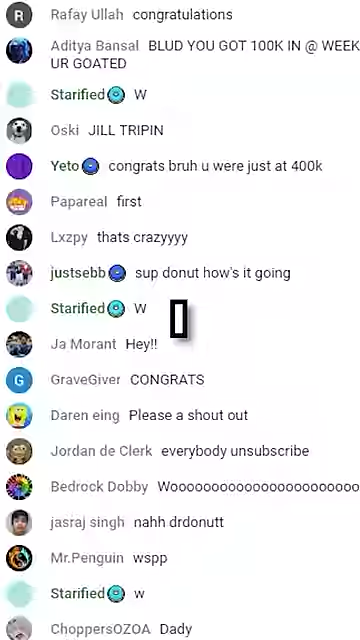 R Rafay Ullah congratulations
Aditya Bansal BLUD YOU GOT 100K IN @ WEEK
UR GOATED
Starified W
Oski JILL TRIPIN
Yeto congrats bruh u were just at 400k
Papareal first
Lxzpy thats crazyyyy
justsebb sup donut how's it going
Starified W
Ja Morant Hey!!
G GraveGiver CONGRATS
Daren eing Please a shout out
Jordan de Clerk everybody unsubscribe
Bedrock Dobby Wooooooooooooooooooooooo
jasraj singh nahh drdonutt
Mr.Penguin wspp
Starified w
ChoppersOZOA Dady